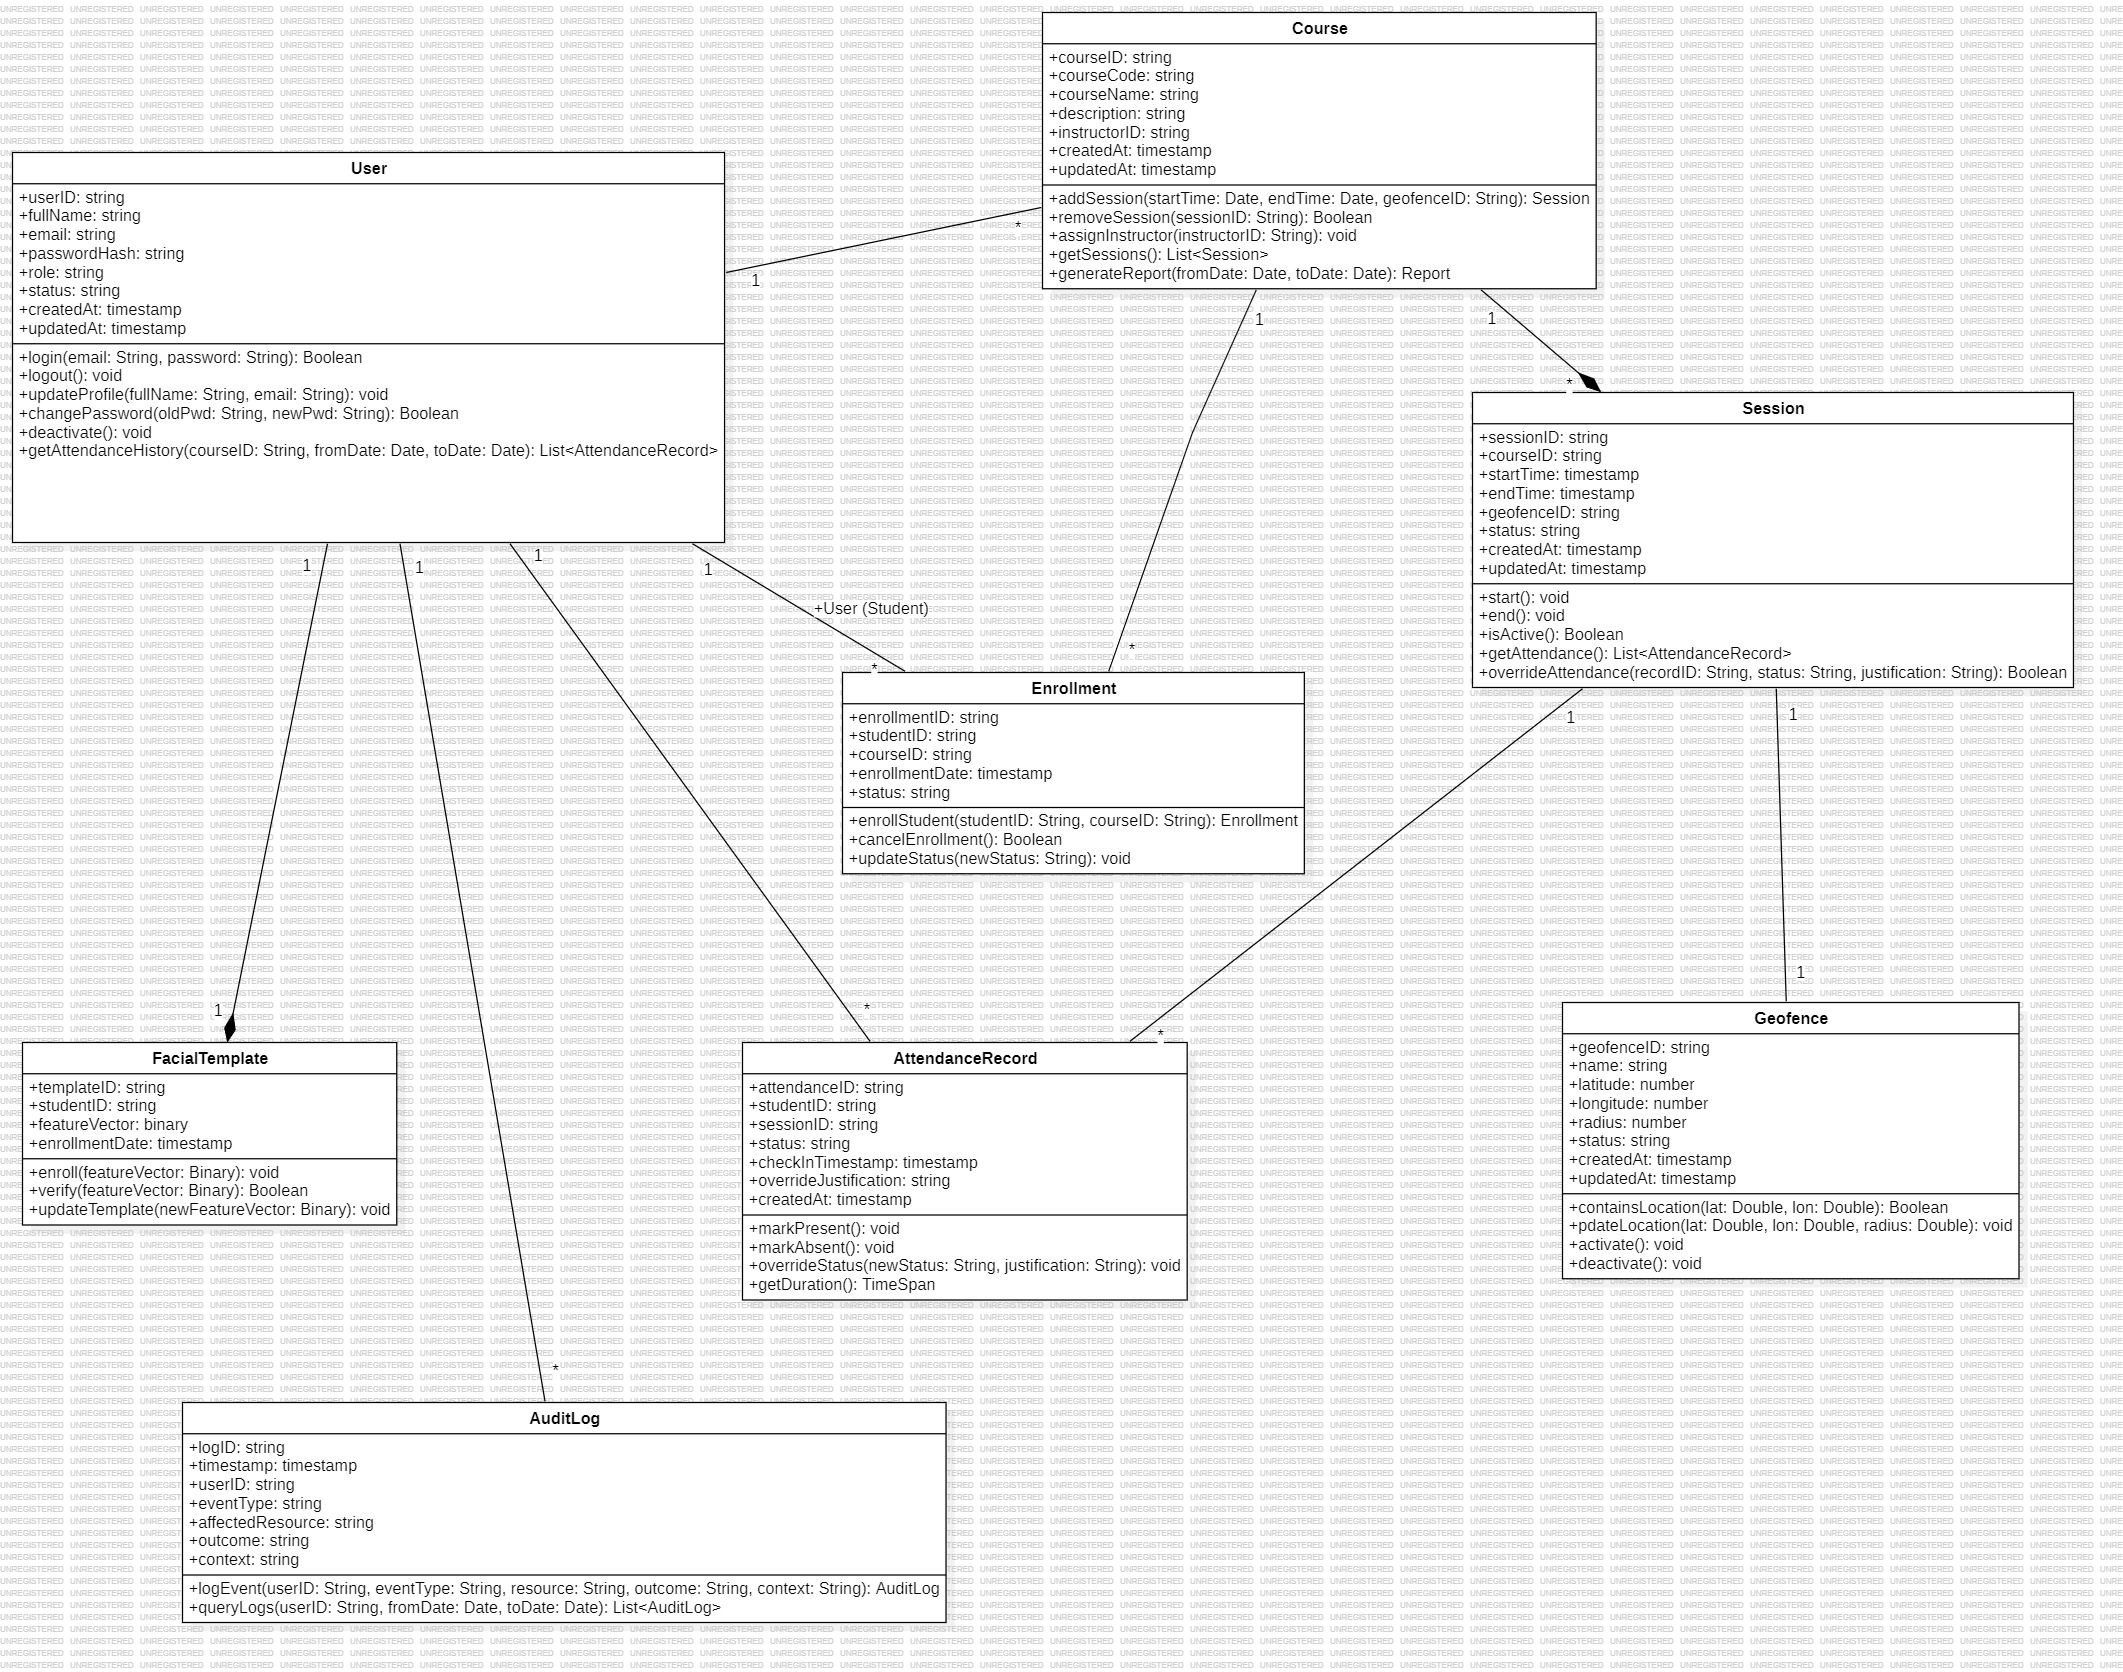 Course
+courseID: string
+courseCode: string
+courseName: string
+description: string
+instructorID: string
+createdAt: timestamp
+updatedAt: timestamp
+addSession(startTime: Date, endTime: Date, geofenceID: String): Session
+removeSession(sessionID: String): Boolean
+assignInstructor(instructorID: String): void
+getSessions(): List<Session>
+generateReport(fromDate: Date, toDate: Date): Report
User
+userID: string
+fullName: string
+email: string
+passwordHash: string
+role: string
+status: string
+createdAt: timestamp
+updatedAt: timestamp
+login(email: String, password: String): Boolean
+logout(): void
+updateProfile(fullName: String, email: String): void
+changePassword(oldPwd: String, newPwd: String): Boolean
+deactivate(): void
+getAttendanceHistory(courseID: String, fromDate: Date, toDate: Date): List<AttendanceRecord>
*
1
1
1
*
Session
+sessionID: string
+courseID: string
+startTime: timestamp
+endTime: timestamp
+geofenceID: string
+status: string
+createdAt: timestamp
+updatedAt: timestamp
+start(): void
+end(): void
+isActive(): Boolean
+getAttendance(): List<AttendanceRecord>
+overrideAttendance(recordID: String, status: String, justification: String): Boolean
1
1
1
1
+User (Student)
*
*
Enrollment
+enrollmentID: string
+studentID: string
+courseID: string
+enrollmentDate: timestamp
+status: string
+enrollStudent(studentID: String, courseID: String): Enrollment
+cancelEnrollment(): Boolean
+updateStatus(newStatus: String): void
1
1
1
1
*
*
FacialTemplate
+templateID: string
+studentID: string
+featureVector: binary
+enrollmentDate: timestamp
+enroll(featureVector: Binary): void
+verify(featureVector: Binary): Boolean
+updateTemplate(newFeatureVector: Binary): void
AttendanceRecord
+attendanceID: string
+studentID: string
+sessionID: string
+status: string
+checkInTimestamp: timestamp
+overrideJustification: string
+createdAt: timestamp
+markPresent(): void
+markAbsent(): void
+overrideStatus(newStatus: String, justification: String): void
+getDuration(): TimeSpan
Geofence
+geofenceID: string
+name: string
+latitude: number
+longitude: number
+radius: number
+status: string
+createdAt: timestamp
+updatedAt: timestamp
+containsLocation(lat: Double, lon: Double): Boolean
+pdateLocation(lat: Double, lon: Double, radius: Double): void
+activate(): void
+deactivate(): void
*
AuditLog
+logID: string
+timestamp: timestamp
+userID: string
+eventType: string
+affectedResource: string
+outcome: string
+context: string
+logEvent(userID: String, eventType: String, resource: String, outcome: String, context: String): AuditLog
+queryLogs(userID: String, fromDate: Date, toDate: Date): List<AuditLog>
UNREGISTERED